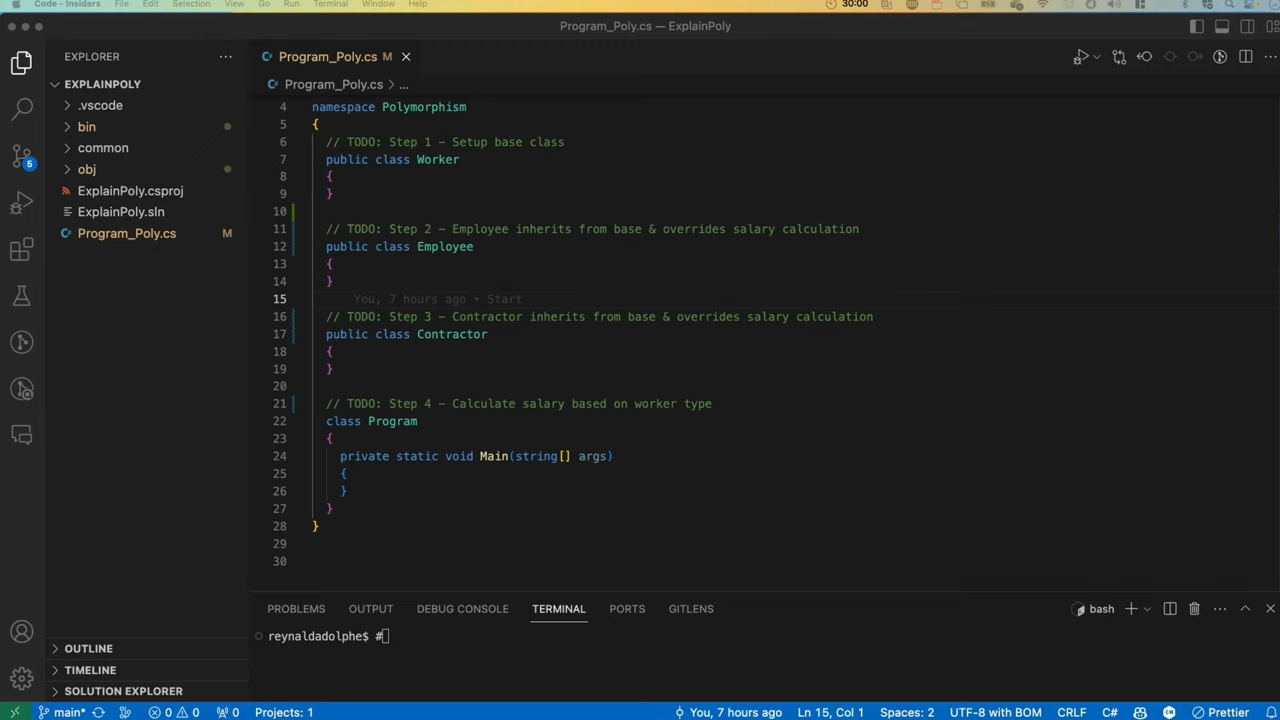 Code - Insiders File Edit Selection View Go Run Terminal Window Help 30:00
Program_Poly.cs — ExplainPoly
EXPLORER
EXPLAINPOLY
.vscode
bin
common
obj
ExplainPoly.csproj
ExplainPoly.sln
Program_Poly.cs M
5
OUTLINE
TIMELINE
SOLUTION EXPLORER
Program_Poly.cs M
Program_Poly.cs > ...
4 namespace Polymorphism
5 {
6 // TODO: Step 1 - Setup base class
7 public class Worker
8 {
9 }
10
11 // TODO: Step 2 - Employee inherits from base & overrides salary calculation
12 public class Employee
13 {
14 }
15 You, 7 hours ago • Start
16 // TODO: Step 3 - Contractor inherits from base & overrides salary calculation
17 public class Contractor
18 {
19 }
20
21 // TODO: Step 4 - Calculate salary based on worker type
22 class Program
23 {
24 private static void Main(string[] args)
25 {
26 }
27 }
28 }
29
30
PROBLEMS OUTPUT DEBUG CONSOLE TERMINAL PORTS GITLENS
bash
reynaldadolphe$ #
main* 0 0 0 Projects: 1 You, 7 hours ago Ln 15, Col 1 Spaces: 2 UTF-8 with BOM CRLF C# Prettier